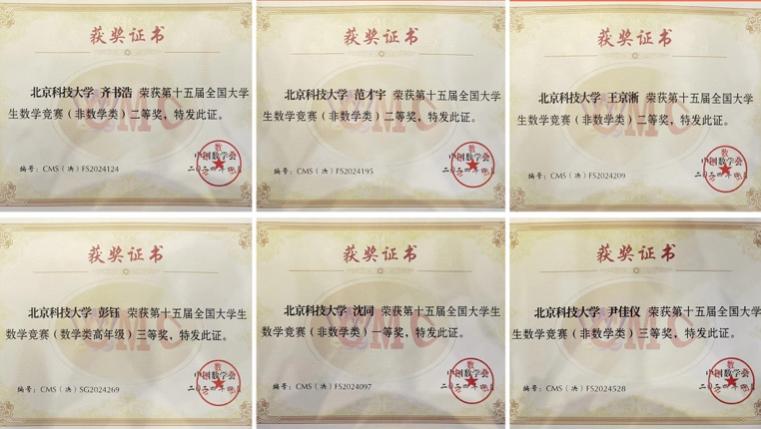 获奖证书
北京科技大学 齐书浩 荣获第十五届全国大学
生数学竞赛(非数学类)二等奖,特发此证。
中国数学会
编号:CMS(决)FS2024124
获奖证书
北京科技大学 范才宇 荣获第十五届全国大学
生数学竞赛(非数学类)二等奖,特发此证。
中国数学会
编号:CMS(决)FS2024195
获奖证书
北京科技大学 王京淅 荣获第十五届全国大学
生数学竞赛(非数学类)二等奖,特发此证。
中国数学会
编号:CMS(决)FS2024209
获奖证书
北京科技大学 彭钰 荣获第十五届全国大学生
数学竞赛(数学类高年级)三等奖,特发此证。
中国数学会
编号:CMS(决)SG2024269
获奖证书
北京科技大学 沈同 荣获第十五届全国大学生
数学竞赛(非数学类)一等奖,特发此证。
中国数学会
编号:CMS(决)FS2024097
获奖证书
北京科技大学 尹佳仪 荣获第十五届全国大学生
数学竞赛(非数学类)三等奖,特发此证。
中国数学会
编号:CMS(决)FS2024528